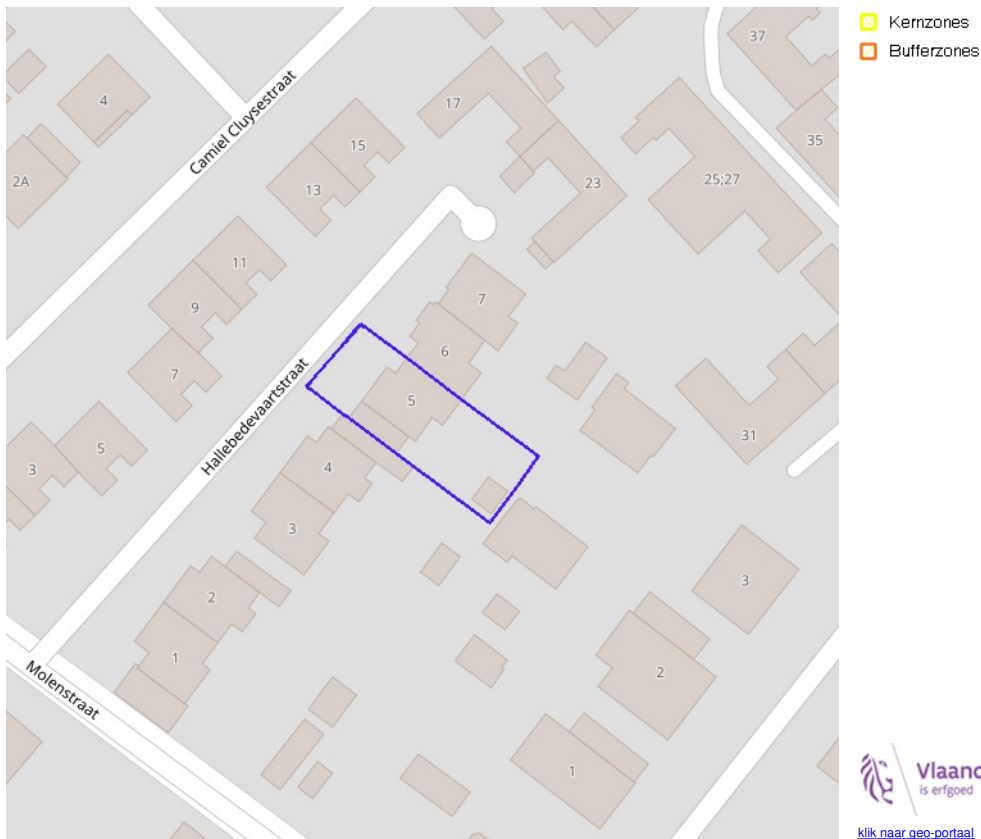 Kernzones
Bufferzones
37
17
4
Camiel Cluysestraat
15
35
2A
13
23
25;27
11
7
9
6
7
5
31
Hallebedevaartstraat
5
3
4
3
3
2
1
2
Molenstraat
1
Vlaand
is erfgoed
klik naar geo-portaal